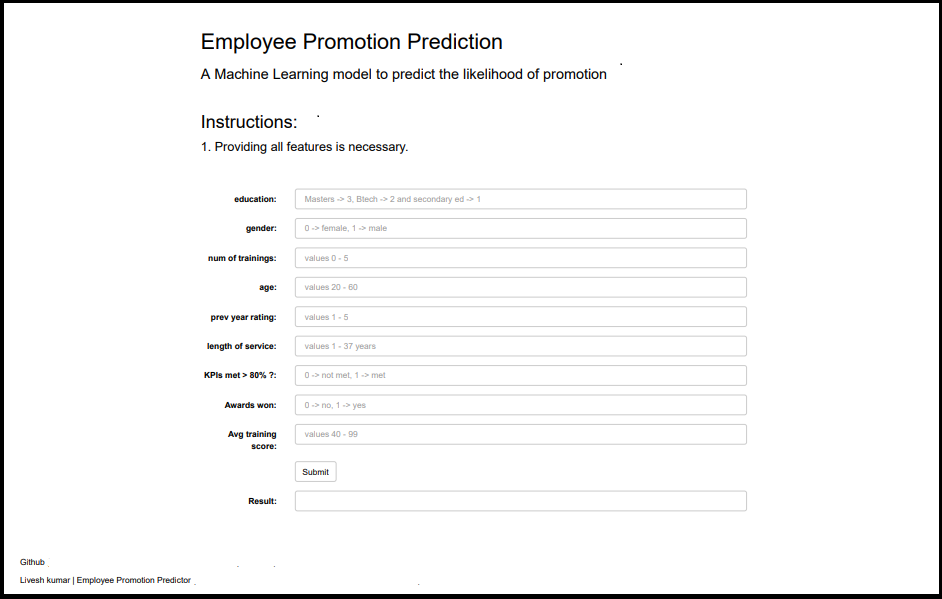 Employee Promotion Prediction
A Machine Learning model to predict the likelihood of promotion
Instructions:
1. Providing all features is necessary.
education: Masters -> 3, Btech -> 2 and secondary ed -> 1
gender: 0 -> female, 1 -> male
num of trainings: values 0 - 5
age: values 20 - 60
prev year rating: values 1 - 5
length of service: values 1 - 37 years
KPIs met > 80% ?: 0 -> not met, 1 -> met
Awards won: 0 -> no, 1 -> yes
Avg training values 40 - 99
score:
Submit
Result:
Github
Livesh kumar | Employee Promotion Predictor